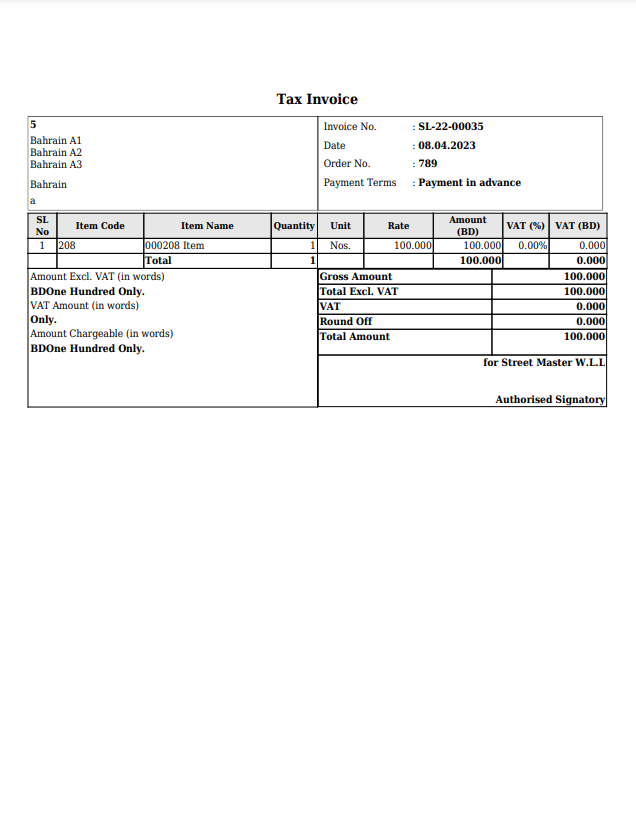 Tax Invoice
5
Bahrain A1
Bahrain A2
Bahrain A3
Bahrain
a
Invoice No. : SL-22-00035
Date : 08.04.2023
Order No. : 789
Payment Terms : Payment in advance
SL No Item Code Item Name Quantity Unit Rate Amount (BD) VAT (%) VAT (BD)
1 208 000208 Item 1 Nos. 100.000 100.000 0.00% 0.000
Total 1 100.000 0.000
Amount Excl. VAT (in words)
BDOne Hundred Only.
VAT Amount (in words)
Only.
Amount Chargeable (in words)
BDOne Hundred Only.
Gross Amount 100.000
Total Excl. VAT 100.000
VAT 0.000
Round Off 0.000
Total Amount 100.000
for Street Master W.L.L
Authorised Signatory